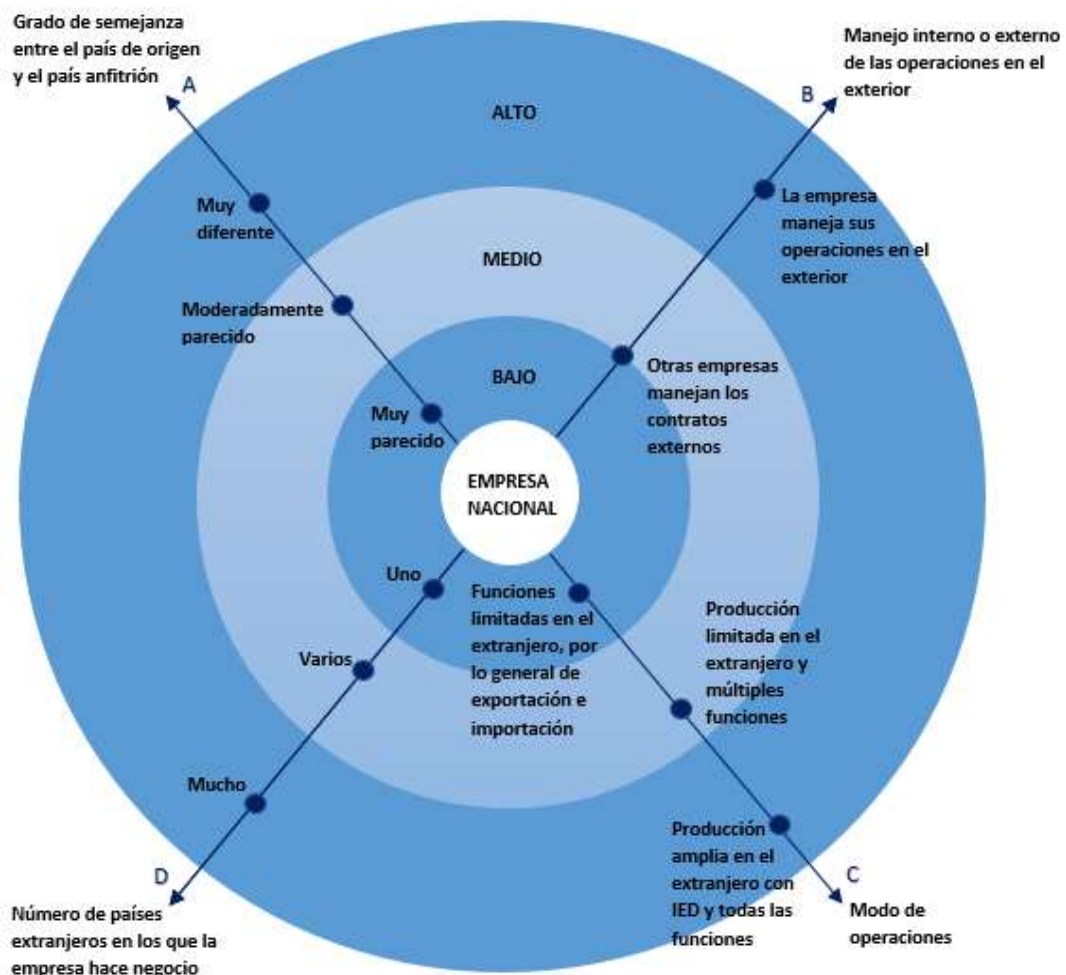 Grado de semejanza
entre el país de origen
y el país anfitrión
A
Manejo interno o externo
de las operaciones en el
exterior
B
ALTO
Muy
diferente
La empresa
maneja sus
operaciones en el
exterior
MEDIO
Moderadamente
parecido
BAJO
Otras empresas
manejan los
contratos
externos
Muy
parecido
EMPRESA
NACIONAL
Uno
Funciones
limitadas en el
extranjero, por
lo general de
exportación e
importación
Producción
limitada en el
extranjero y
múltiples
funciones
Varios
Mucho
Producción
amplia en el
extranjero con
IED y todas las
funciones
D
Número de países
extranjeros en los que la
empresa hace negocio
C
Modo de
operaciones